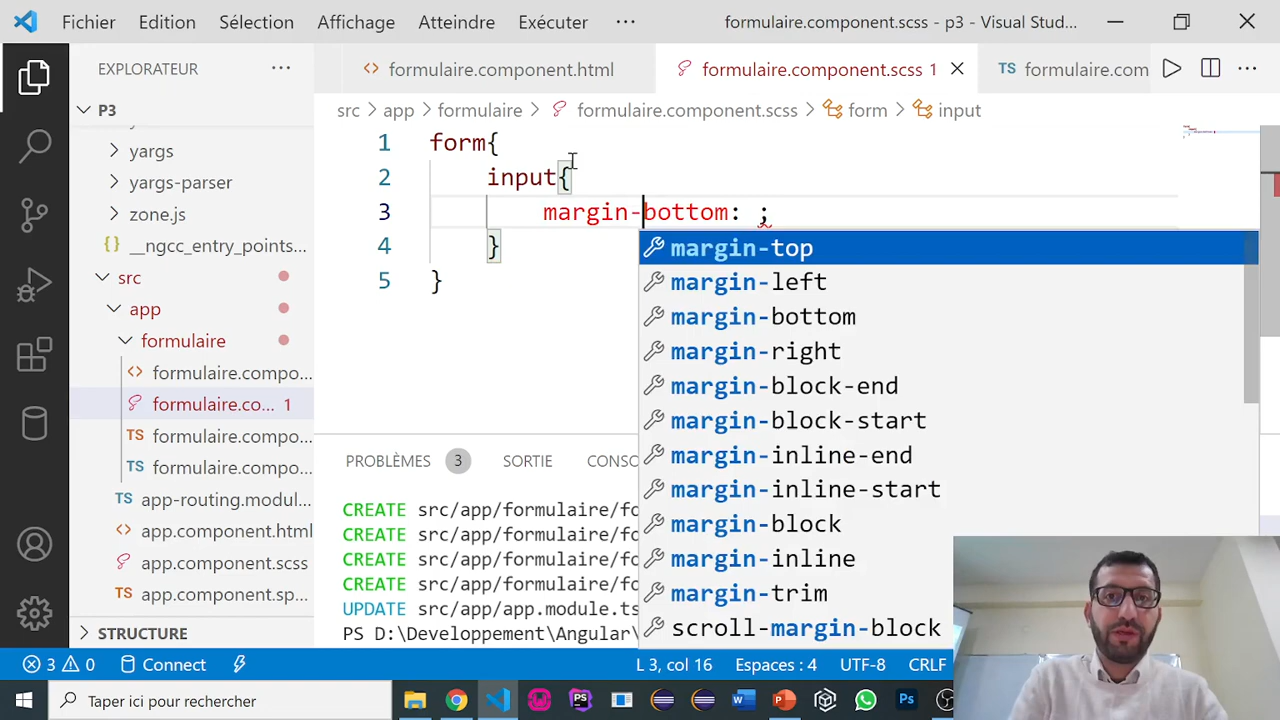 Fichier Edition Sélection Affichage Atteindre Exécuter ··· formulaire.component.scss - p3 - Visual Stud...
EXPLORATEUR ···
<> formulaire.component.html formulaire.component.scss 1 TS formulaire.com ···
P3
src > app > formulaire > formulaire.component.scss > form > input
yargs
yargs-parser
zone.js
{} __ngcc_entry_points...
src
app
formulaire
<> formulaire.compo...
formulaire.co... 1
TS formulaire.compo...
TS formulaire.compo...
TS app-routing.modul...
<> app.component.html
app.component.scss
TS app.component.sp...
STRUCTURE
1 form{
2 input{
3 margin-bottom: ;
4 }
5 }
margin-top
margin-left
margin-bottom
margin-right
margin-block-end
margin-block-start
margin-inline-end
margin-inline-start
margin-block
margin-inline
margin-trim
scroll-margin-block
PROBLÈMES 3 SORTIE CONSO
CREATE src/app/formulaire/fo
CREATE src/app/formulaire/fo
CREATE src/app/formulaire/fo
CREATE src/app/formulaire/fo
UPDATE src/app/app.module.ts
PS D:\Developpement\Angular\
3 0 Connect L 3, col 16 Espaces : 4 UTF-8 CRLF
Taper ici pour rechercher